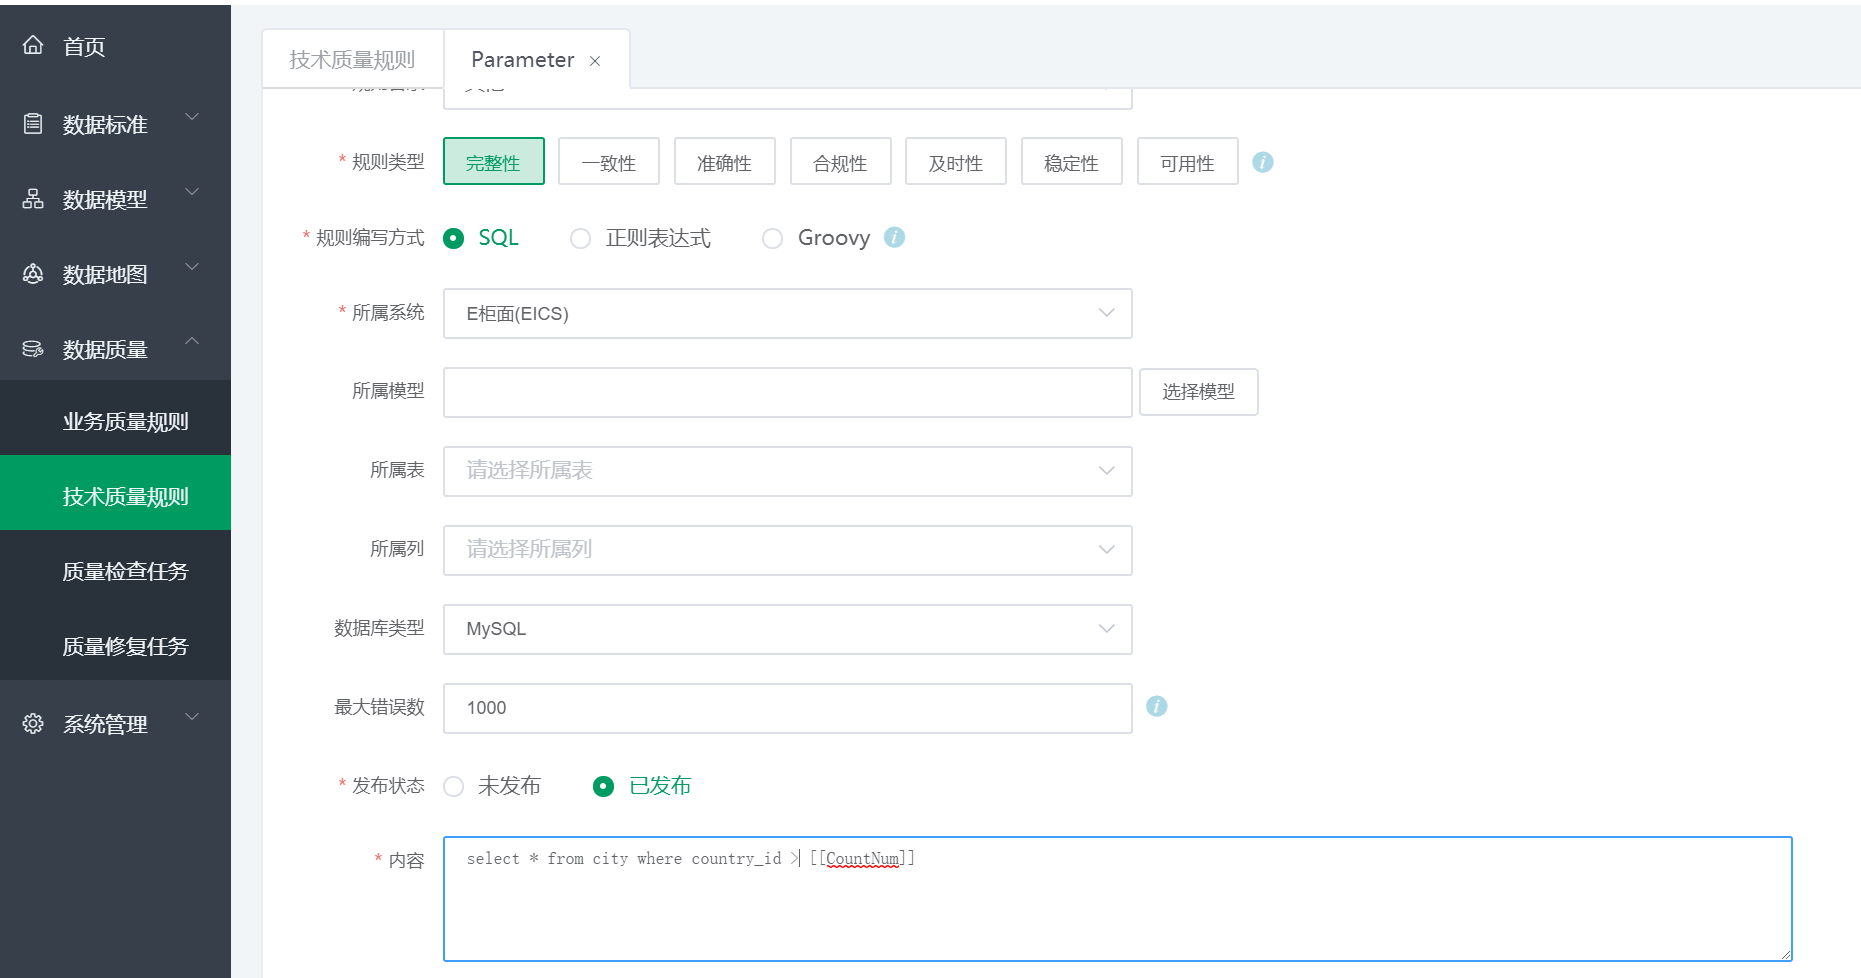 首页
数据标准
数据模型
数据地图
数据质量
业务质量规则
技术质量规则
质量检查任务
质量修复任务
系统管理
技术质量规则
Parameter ×
* 规则类型 完整性 一致性 准确性 合规性 及时性 稳定性 可用性
* 规则编写方式 SQL 正则表达式 Groovy
* 所属系统 E柜面(EICS)
所属模型 选择模型
所属表 请选择所属表
所属列 请选择所属列
数据库类型 MySQL
最大错误数 1000
* 发布状态 未发布 已发布
* 内容 select * from city where country_id > [[CountNum]]